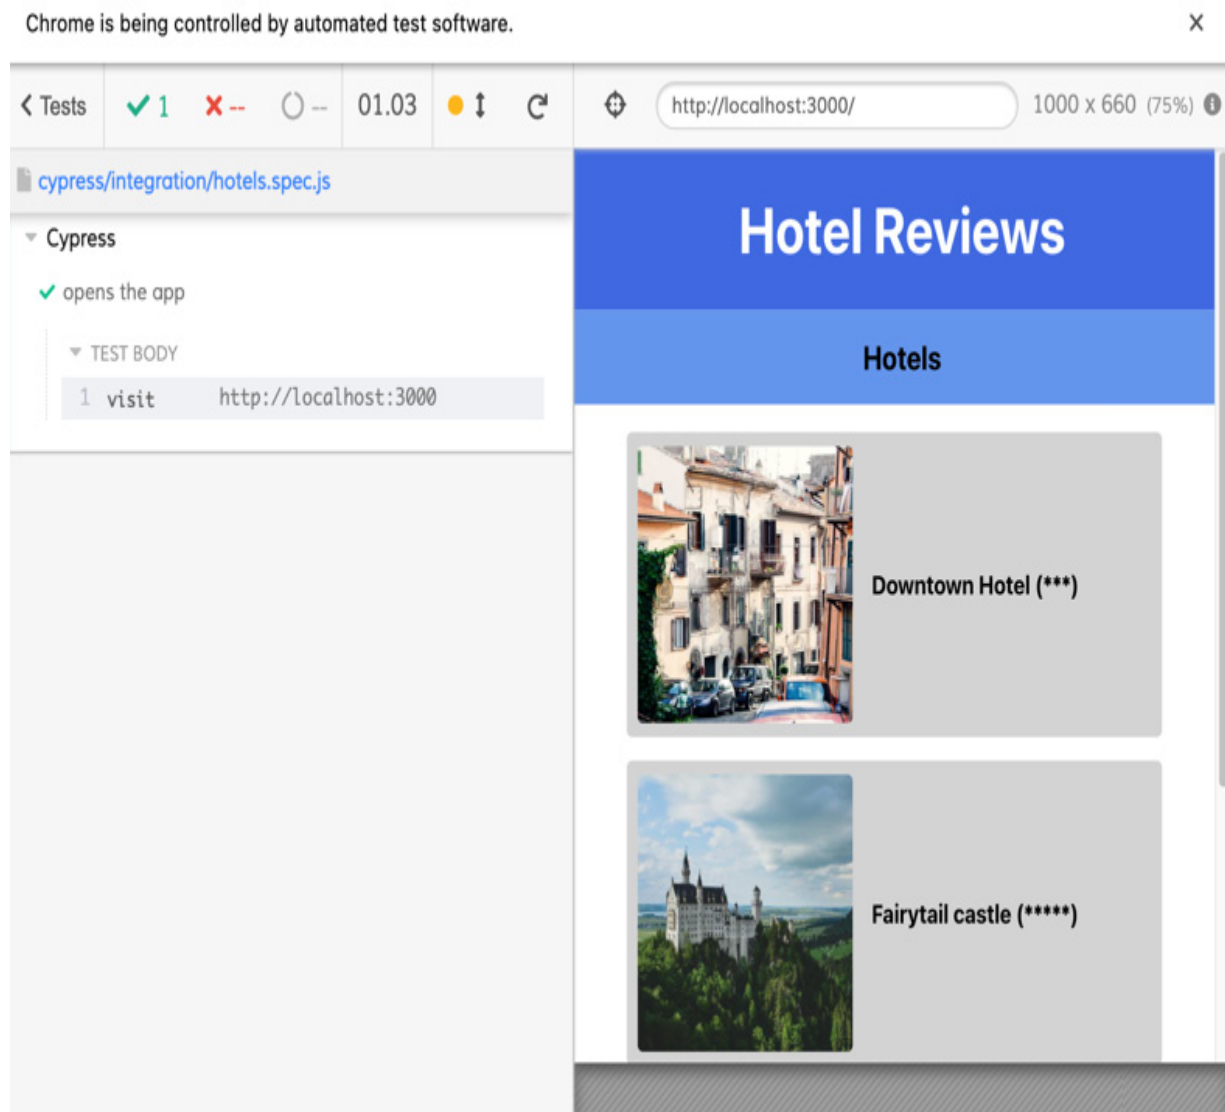 Chrome is being controlled by automated test software.
Tests 1 -- -- 01.03 http://localhost:3000/ 1000 x 660 (75%)
cypress/integration/hotels.spec.js
Cypress
opens the app
TEST BODY
1 visit http://localhost:3000
Hotel Reviews
Hotels
Downtown Hotel (***)
Fairytail castle (*****)